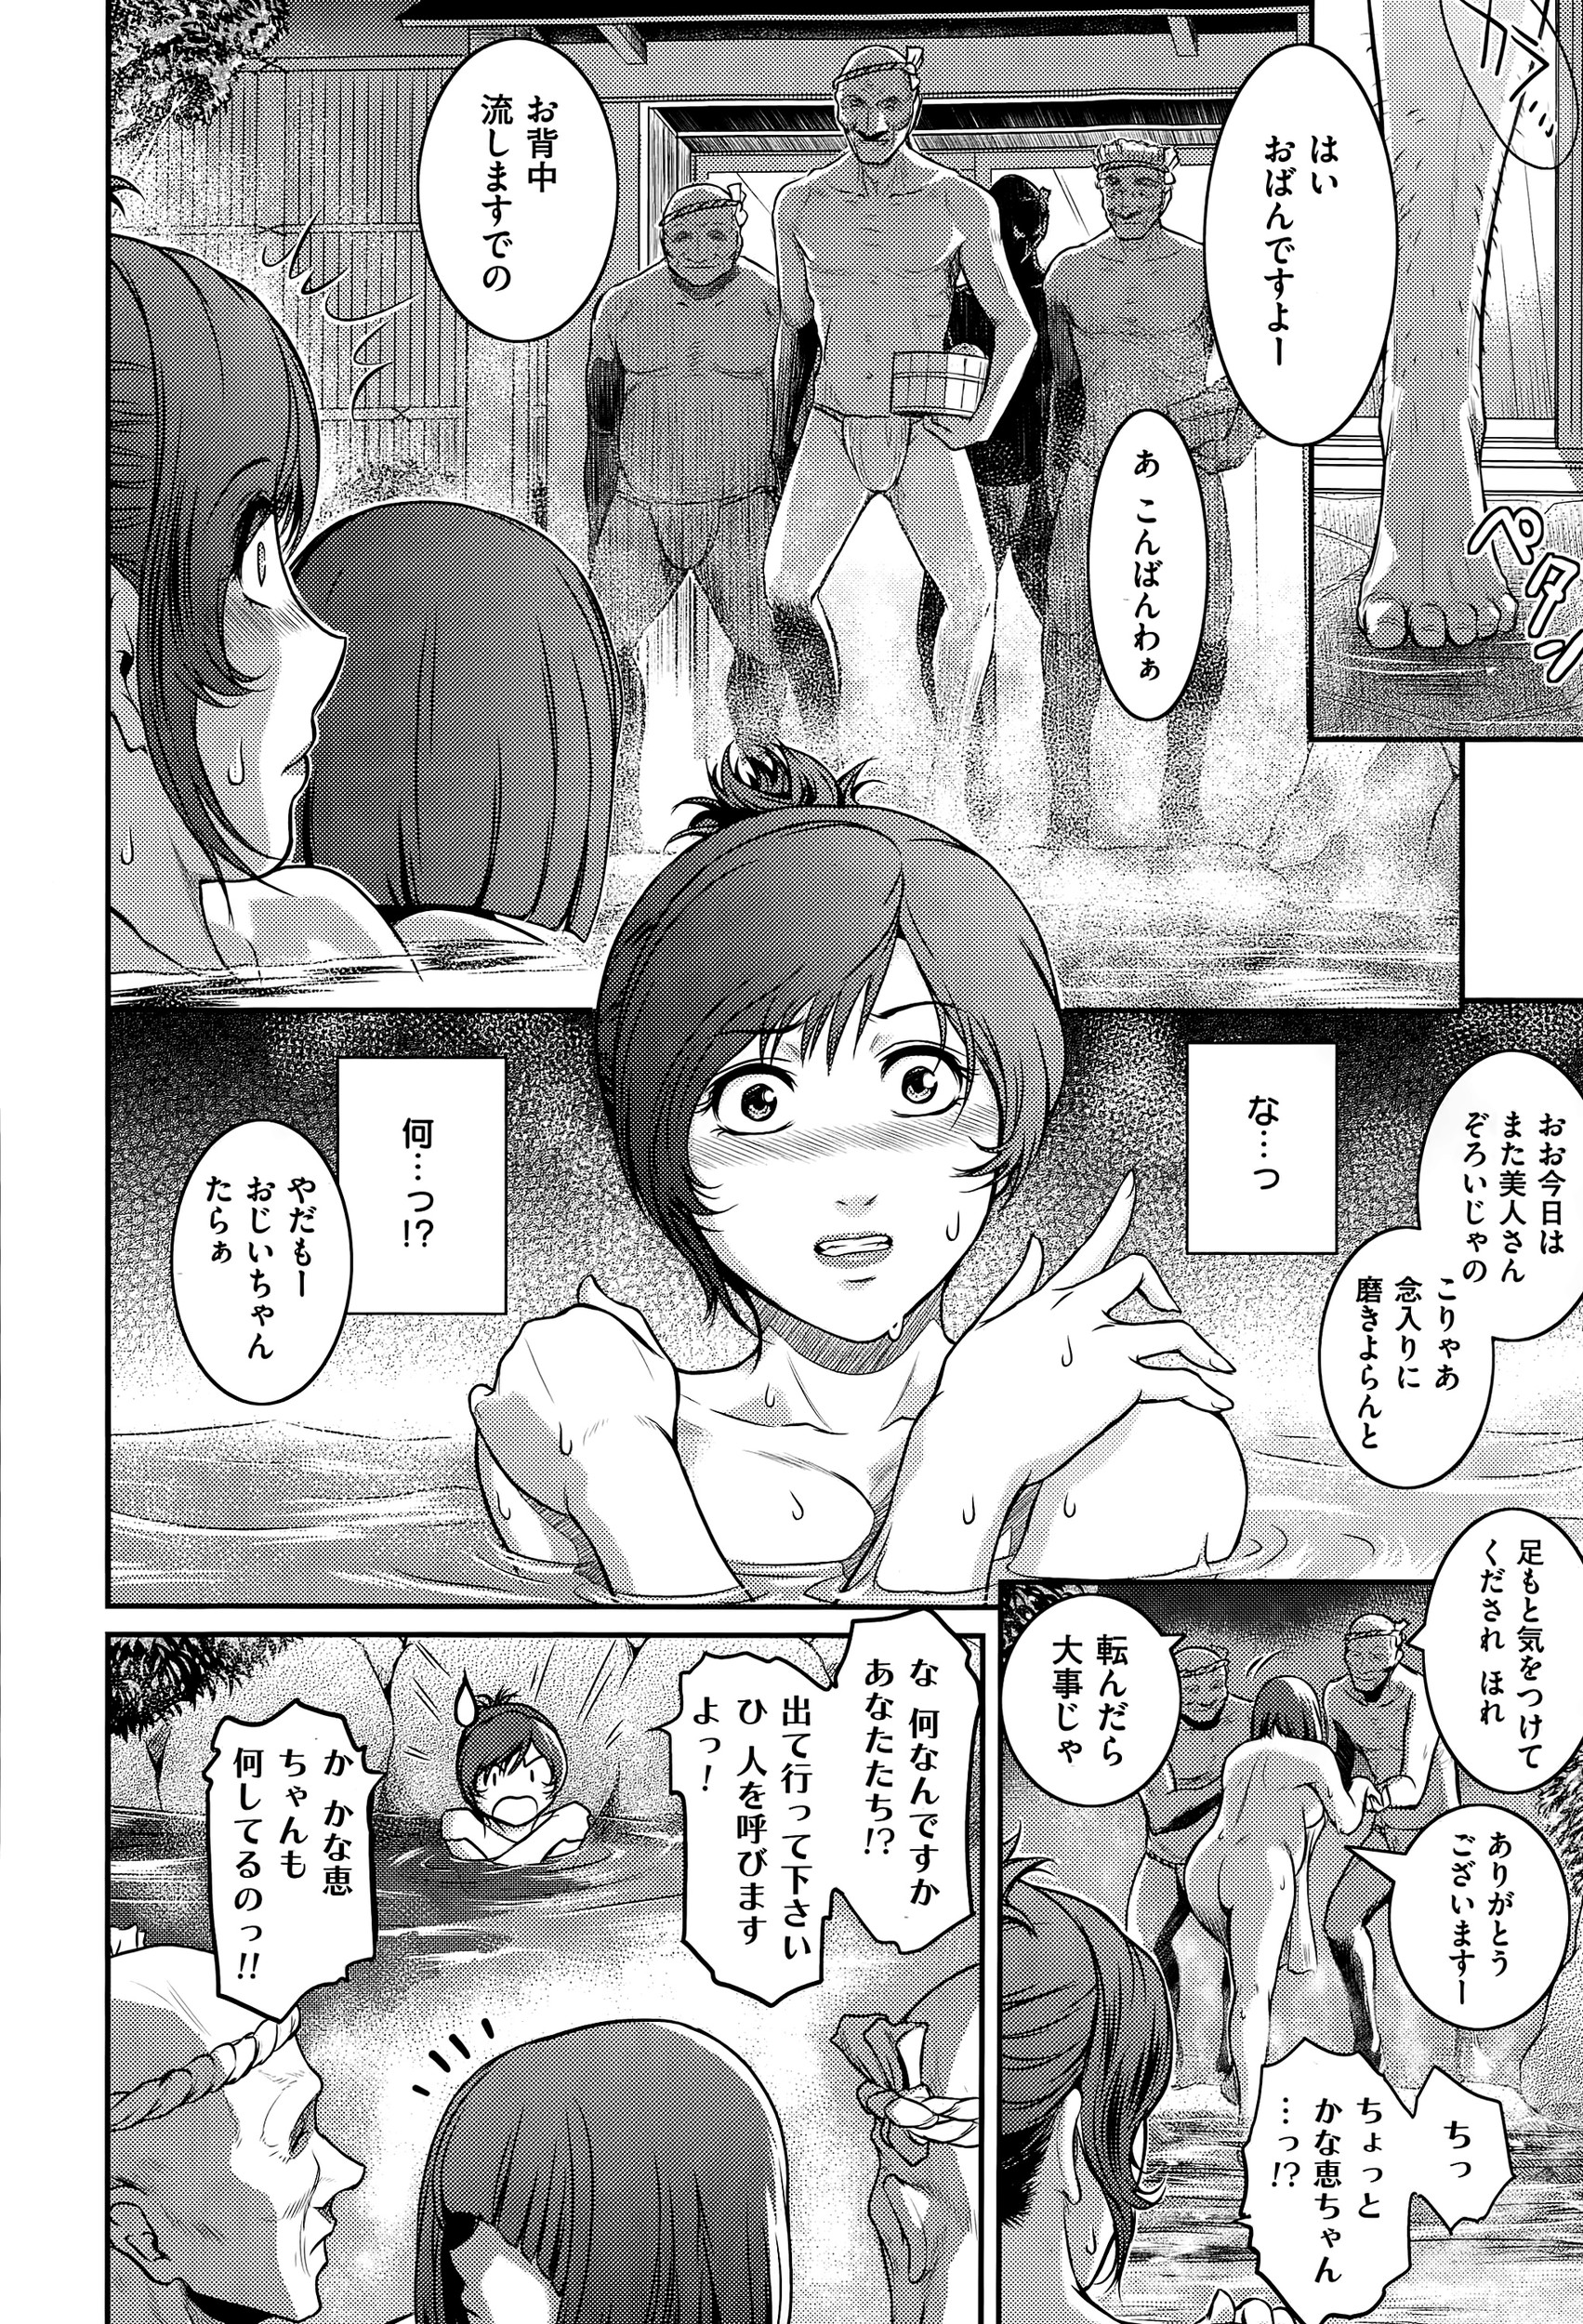 ペタン
はい
おばんですよー
あ こんばんわぁ
お背中
流しますでの
おお今日は
また美人さん
ぞろいじゃの
こりゃあ
念入りに
磨きよらんと
な…っ
何…っ!?
やだもー
おじいちゃん
たらぁ
足もと気をつけて
くだされ ほれ
転んだら
大事じゃ
ありがとう
ございますー
ちっ
ちょっと
かな恵ちゃん
…っ!?
な 何なんですか
あなたたち!?
出て行って下さい
ひ 人を呼びます
よっ!
か かな恵
ちゃんも
何してるのっ!!